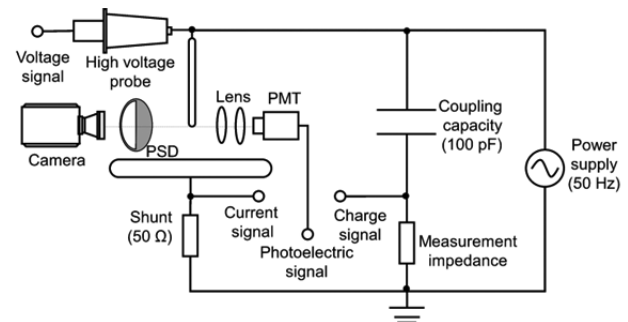 Voltage
signal
High voltage
probe
Camera
PSD
Lens
PMT
Coupling
capacity
(100 pF)
Power
supply
(50 Hz)
Shunt
(50 Ω)
Current
signal
Photoelectric
signal
Charge
signal
Measurement
impedance